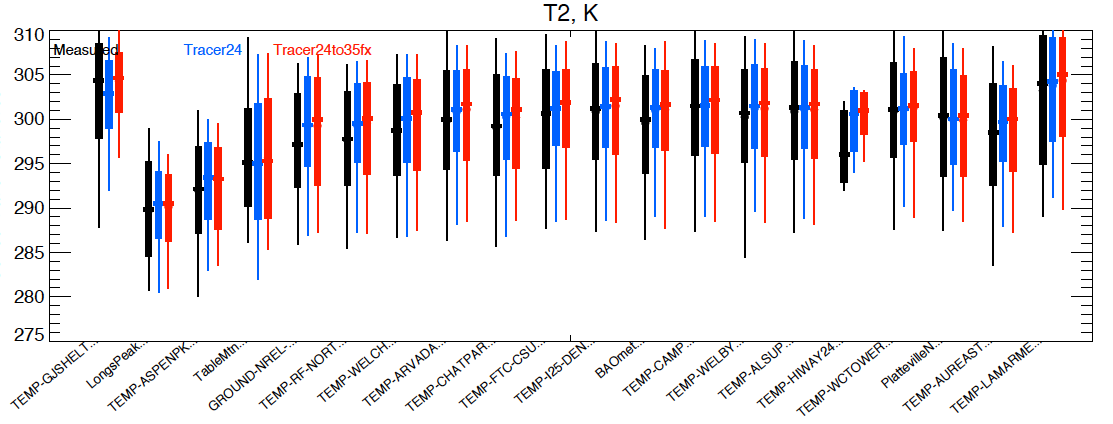 T2, K
Measured Tracer24 Tracer24to35fx
310
305
300
295
290
285
280
275
TEMP-GJSHELT...
LongsPeak...
TEMP-ASPENPK...
TableMtn...
GROUND-NREL-...
TEMP-RF-NORT...
TEMP-WELCH...
TEMP-ARVADA...
TEMP-CHATPAR...
TEMP-FTC-CSU...
TEMP-I25-DEN...
BAOmet...
TEMP-CAMP...
TEMP-WELBY...
TEMP-ALSUP...
TEMP-HIWAY24...
TEMP-WCTOWER...
PlattevilleN...
TEMP-AUREAST...
TEMP-LAMARME...